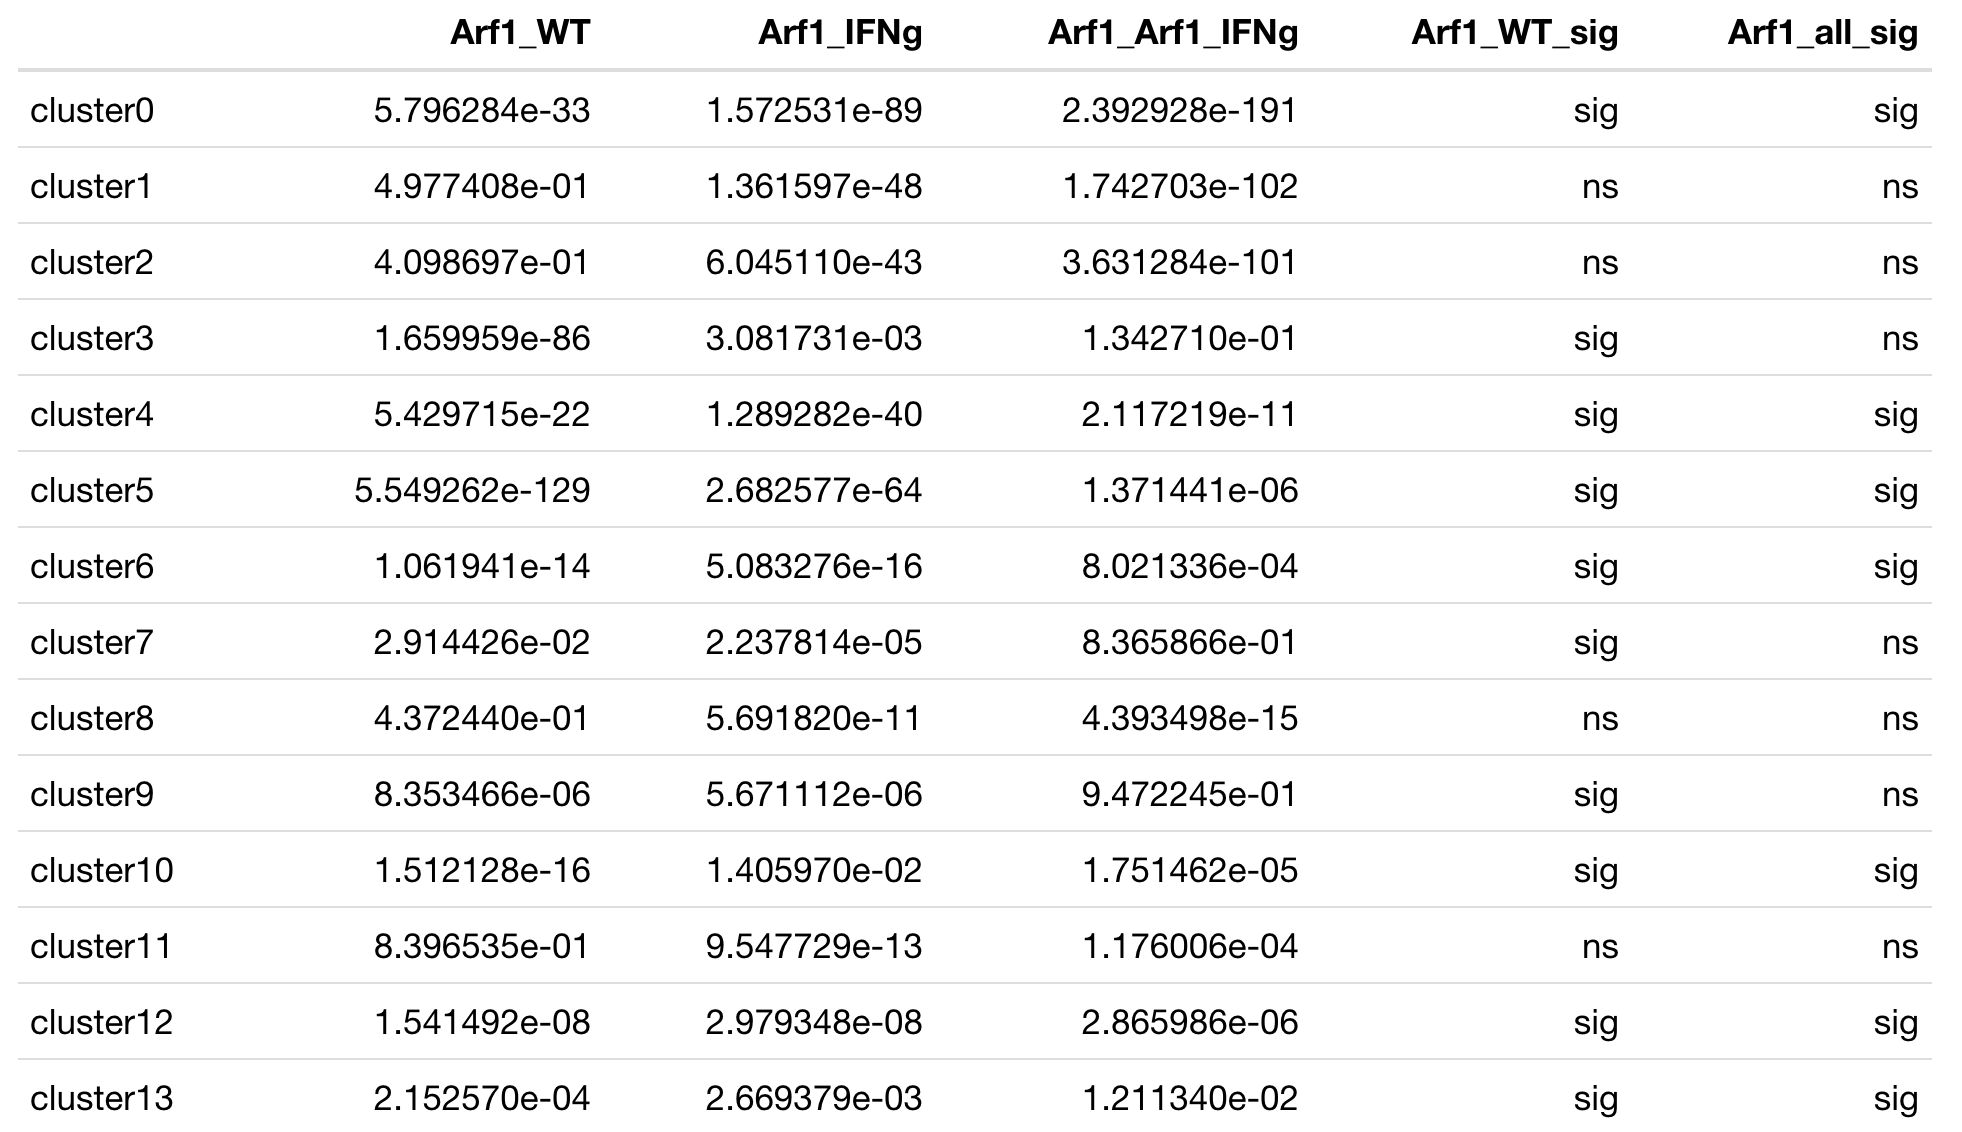 Arf1_WT Arf1_IFNg Arf1_Arf1_IFNg Arf1_WT_sig Arf1_all_sig
cluster0 5.796284e-33 1.572531e-89 2.392928e-191 sig sig
cluster1 4.977408e-01 1.361597e-48 1.742703e-102 ns ns
cluster2 4.098697e-01 6.045110e-43 3.631284e-101 ns ns
cluster3 1.659959e-86 3.081731e-03 1.342710e-01 sig ns
cluster4 5.429715e-22 1.289282e-40 2.117219e-11 sig sig
cluster5 5.549262e-129 2.682577e-64 1.371441e-06 sig sig
cluster6 1.061941e-14 5.083276e-16 8.021336e-04 sig sig
cluster7 2.914426e-02 2.237814e-05 8.365866e-01 sig ns
cluster8 4.372440e-01 5.691820e-11 4.393498e-15 ns ns
cluster9 8.353466e-06 5.671112e-06 9.472245e-01 sig ns
cluster10 1.512128e-16 1.405970e-02 1.751462e-05 sig sig
cluster11 8.396535e-01 9.547729e-13 1.176006e-04 ns ns
cluster12 1.541492e-08 2.979348e-08 2.865986e-06 sig sig
cluster13 2.152570e-04 2.669379e-03 1.211340e-02 sig sig